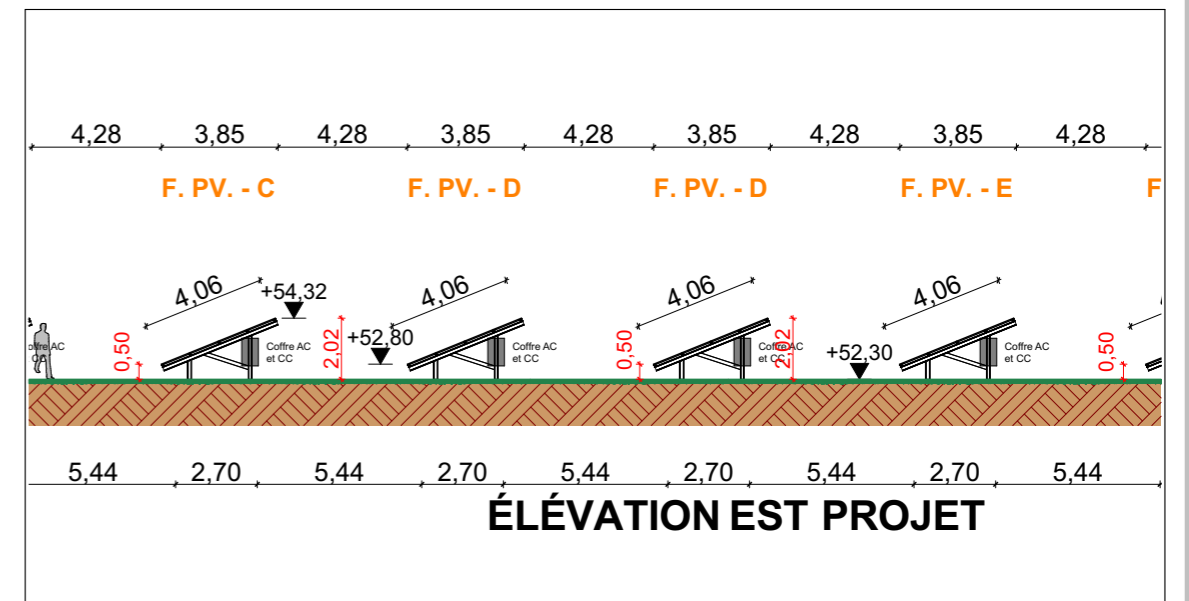 4,28 3,85 4,28 3,85 4,28 3,85 4,28 3,85 4,28
F. PV. - C F. PV. - D F. PV. - D F. PV. - E F
4,06 +54,32 4,06 4,06 4,06
0,50 2,02 +52,80 0,50 2,02 +52,30 0,50
offre AC Coffre AC Coffre AC Coffre AC Coffre AC
CC et CC et CC et CC et CC
5,44 2,70 5,44 2,70 5,44 2,70 5,44 2,70 5,44
ÉLÉVATION EST PROJET